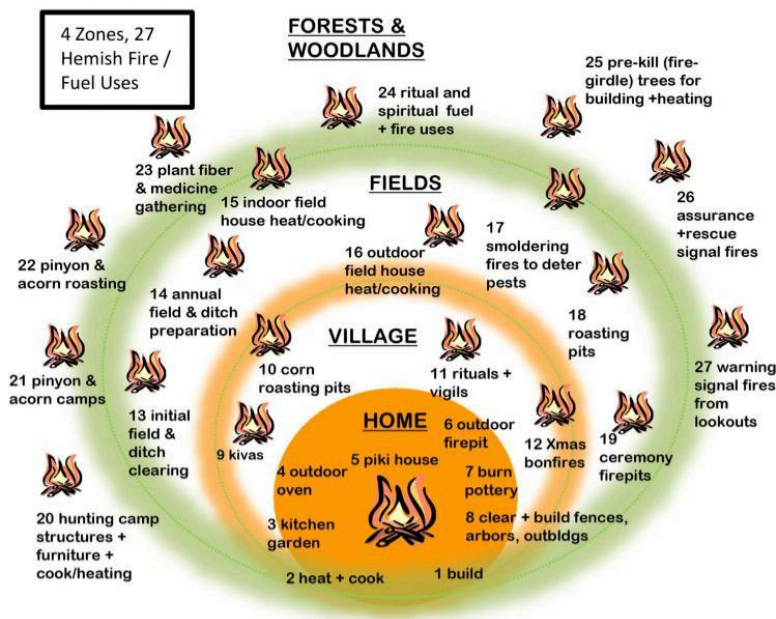 4 Zones, 27
Hemish Fire /
Fuel Uses
FORESTS &
WOODLANDS
24 ritual and
spiritual fuel
+ fire uses
25 pre-kill (fire-
girdle) trees for
building +heating
23 plant fiber
& medicine
gathering
15 indoor field
house heat/cooking
FIELDS
26
assurance
+rescue
signal fires
22 pinyon &
acorn roasting
14 annual
field & ditch
preparation
16 outdoor
field house
heat/cooking
17
smoldering
fires to deter
pests
18
roasting
pits
VILLAGE
21 pinyon &
acorn camps
13 initial
field &
ditch
clearing
10 corn
roasting pits
11 rituals +
vigils
27 warning
signal fires
from
lookouts
9 kivas
HOME
6 outdoor
firepit
12 Xmas
bonfires
19
ceremony
firepits
5 piki house
4 outdoor
oven
7 burn
pottery
20 hunting camp
structures +
furniture +
cook/heating
3 kitchen
garden
8 clear + build fences,
arbors, outbldgs
2 heat + cook
1 build